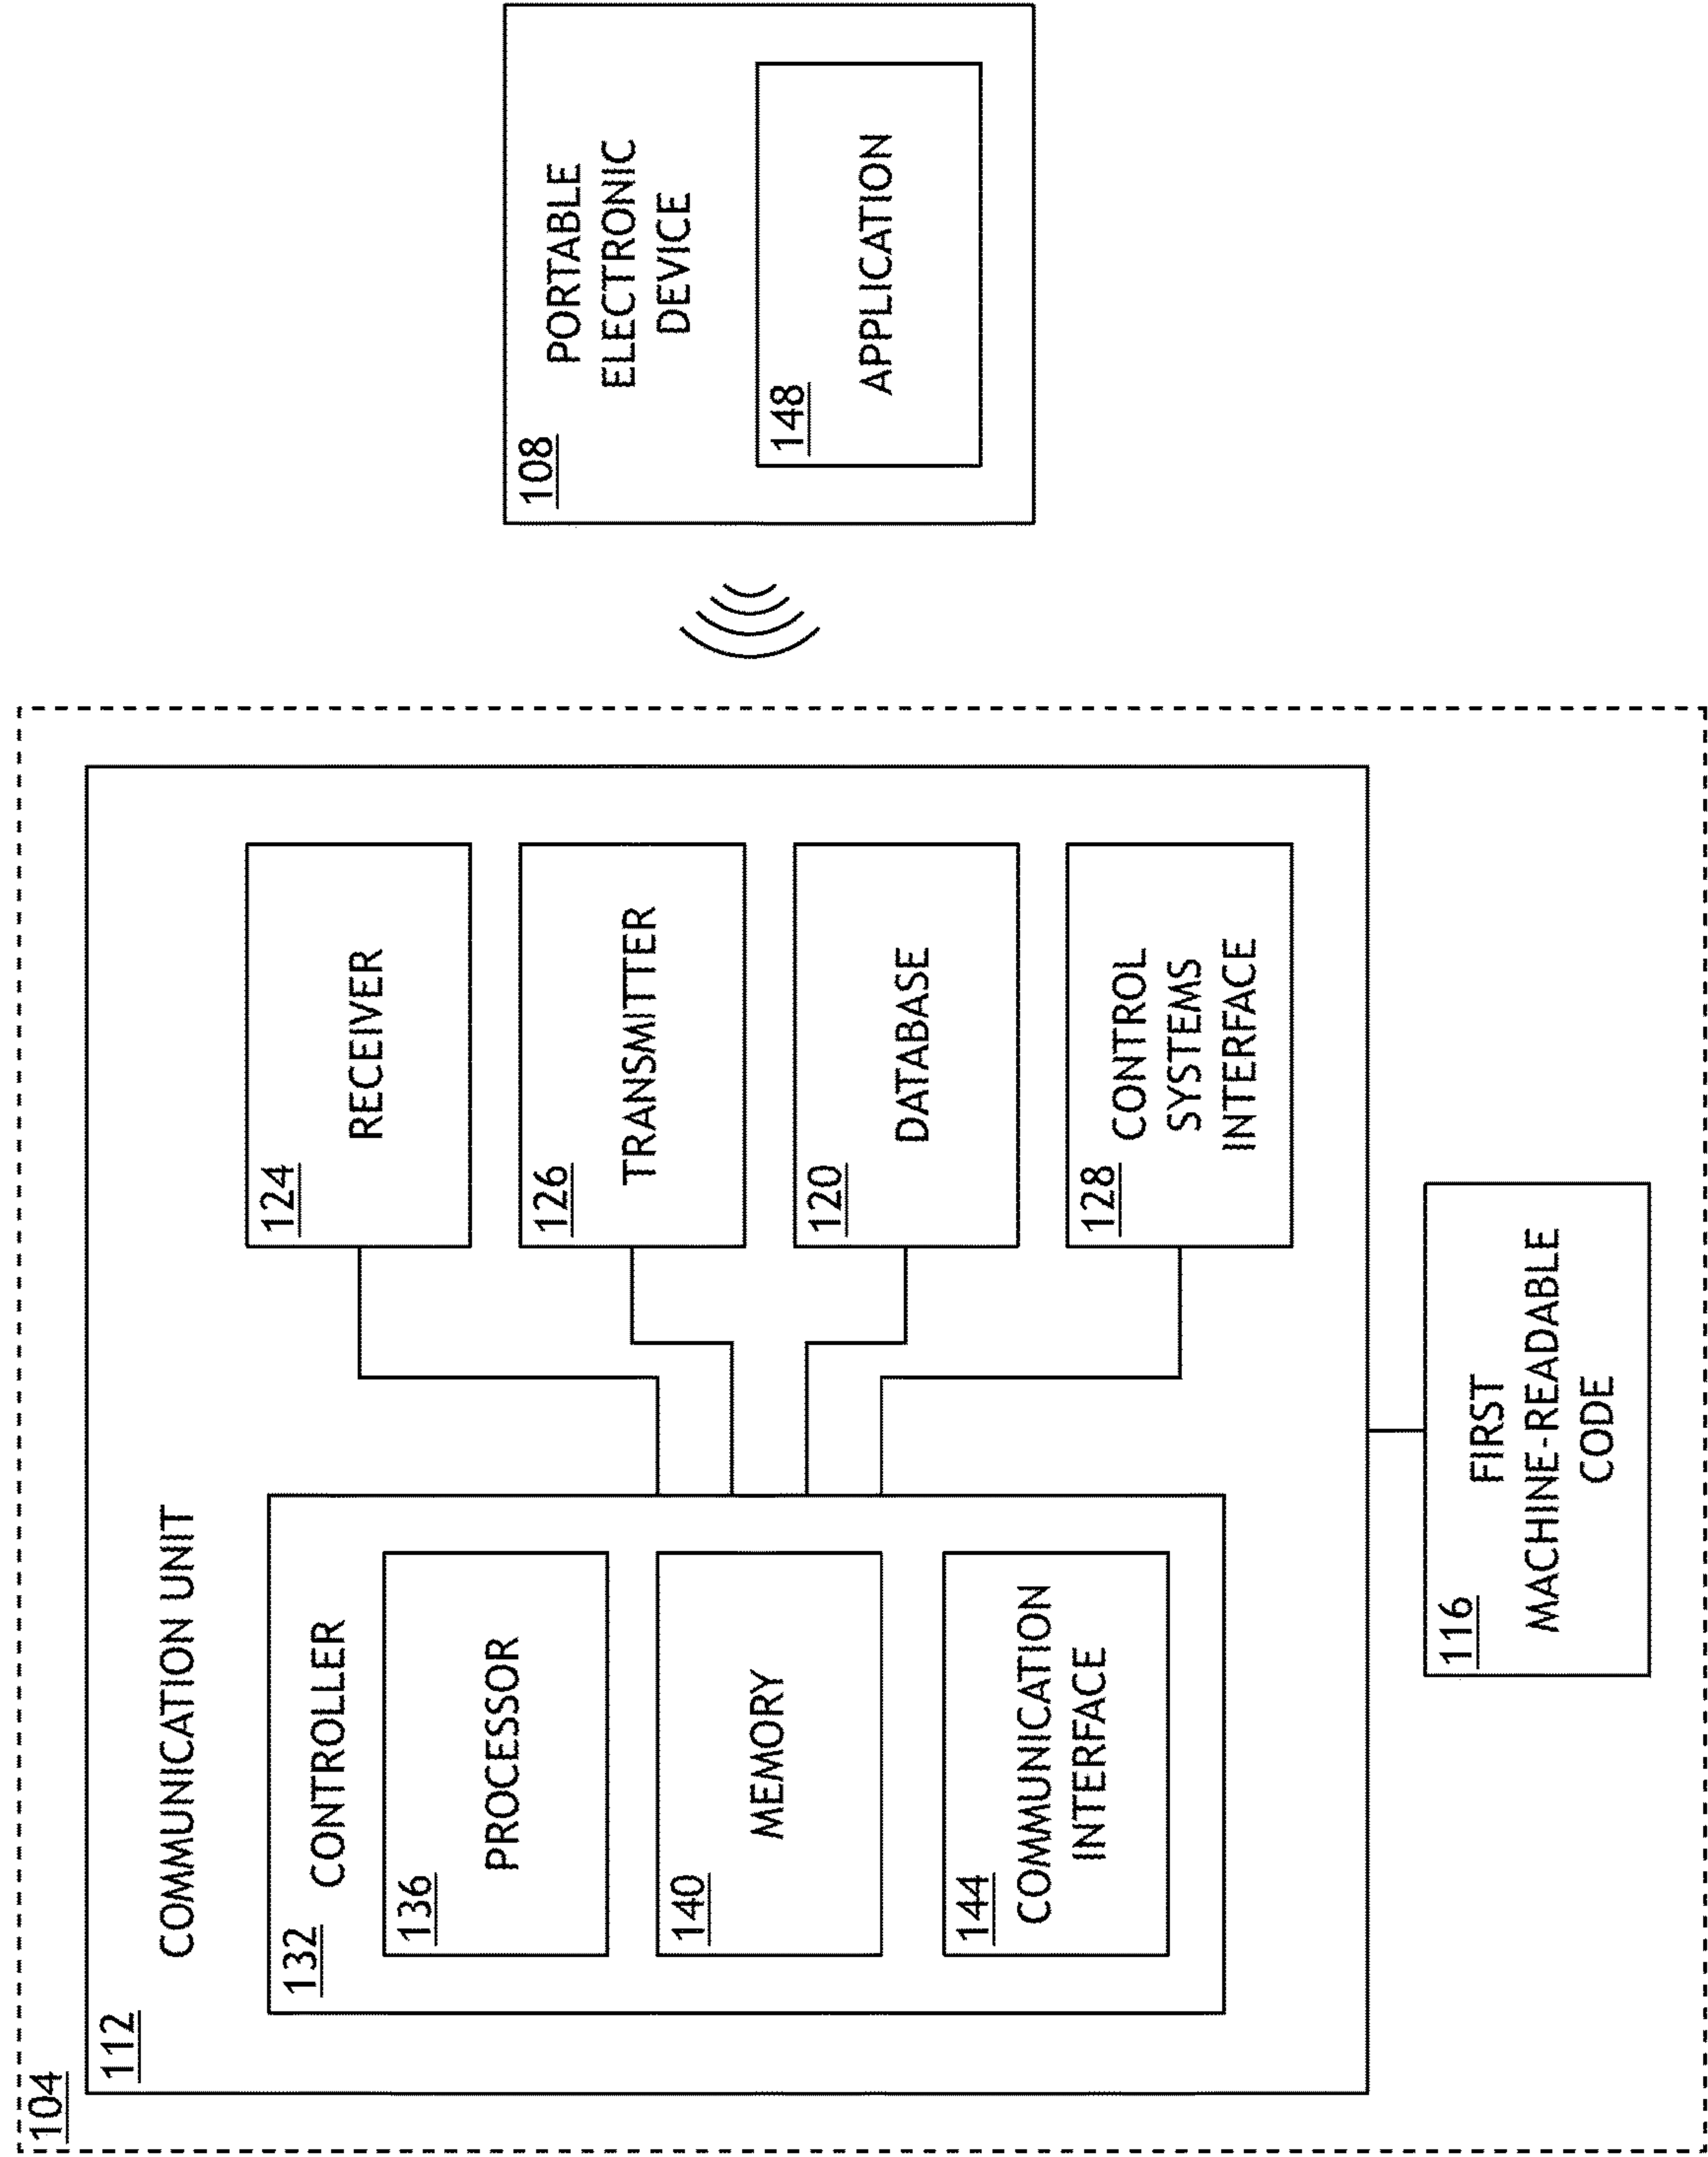 104
112
COMMUNICATION UNIT
132
CONTROLLER
136
PROCESSOR
140
MEMORY
144
COMMUNICATION
INTERFACE
124
RECEIVER
126
TRANSMITTER
120
DATABASE
128
CONTROL
SYSTEMS
INTERFACE
116
FIRST
MACHINE-READABLE
CODE
108
PORTABLE
ELECTRONIC
DEVICE
148
APPLICATION